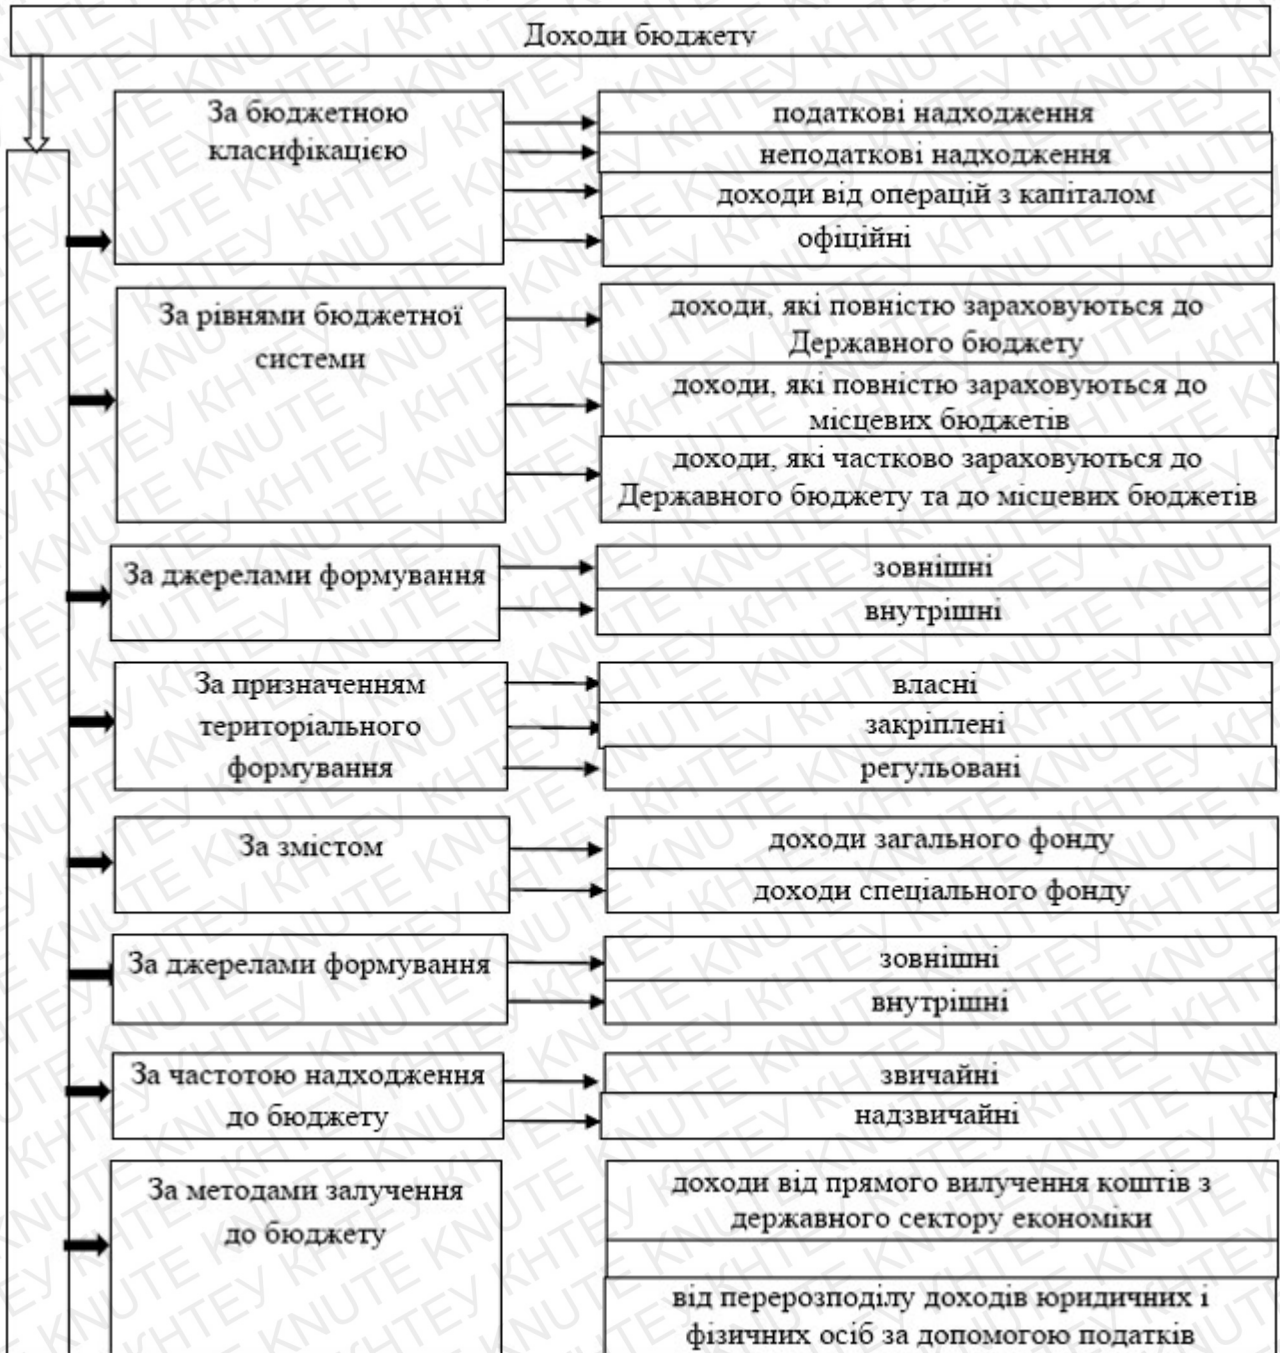 Доходи бюджету
За бюджетною
класифікацією
податкові надходження
неподаткові надходження
доходи від операцій з капіталом
офіційні
За рівнями бюджетної
системи
доходи, які повністю зараховуються до
Державного бюджету
доходи, які повністю зараховуються до
місцевих бюджетів
доходи, які частково зараховуються до
Державного бюджету та до місцевих бюджетів
За джерелами формування
зовнішні
внутрішні
За призначенням
територіального
формування
власні
закріплені
регульовані
За змістом
доходи загального фонду
доходи спеціального фонду
За джерелами формування
зовнішні
внутрішні
За частотою надходження
до бюджету
звичайні
надзвичайні
За методами залучення
до бюджету
доходи від прямого вилучення коштів з
державного сектору економіки
від перерозподілу доходів юридичних і
фізичних осіб за допомогою податків